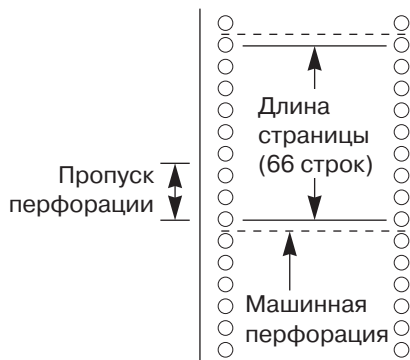 Длина
страницы
(66 строк)
Пропуск
перфорации
Машинная
перфорация